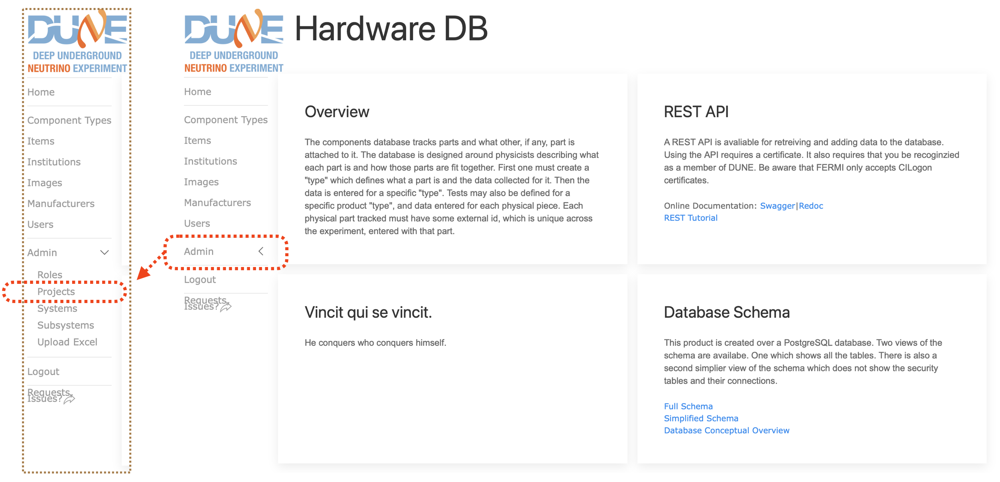 DUNE
DEEP UNDERGROUND
NEUTRINO EXPERIMENT
Home
Component Types
Items
Institutions
Images
Manufacturers
Users
Admin
Roles
Projects
Systems
Subsystems
Upload Excel
Logout
Requests,
Issues?
DUNE
DEEP UNDERGROUND
NEUTRINO EXPERIMENT
Home
Component Types
Items
Institutions
Images
Manufacturers
Users
Admin
Logout
Requests,
Issues?
Hardware DB
Overview
The components database tracks parts and what other, if any, part is
attached to it. The database is designed around physicists describing what
each part is and how those parts are fit together. First one must create a
"type" which defines what a part is and the data collected for it. Then the
data is entered for a specific "type". Tests may also be defined for a
specific product "type", and data entered for each physical piece. Each
physical part tracked must have some external id, which is unique across
the experiment, entered with that part.
REST API
A REST API is avaliable for retreiving and adding data to the database.
Using the API requires a certificate. It also requires that you be recoginzied
as a member of DUNE. Be aware that FERMI only accepts CILogon
certificates.
Online Documentation: Swagger|Redoc
REST Tutorial
Vincit qui se vincit.
He conquers who conquers himself.
Database Schema
This product is created over a PostgreSQL database. Two views of the
schema are availabe. One which shows all the tables. There is also a
second simplier view of the schema which does not show the security
tables and their connections.
Full Schema
Simplified Schema
Database Conceptual Overview